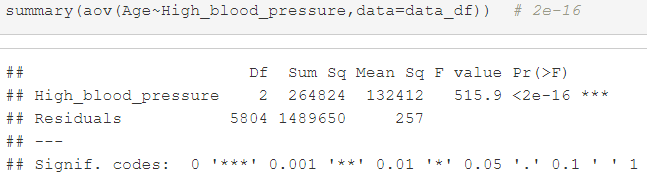 summary(aov(Age~High_blood_pressure,data=data_df))  # 2e-16
##                       Df  Sum Sq Mean Sq F value Pr(>F)
## High_blood_pressure    2  264824  132412   515.9 <2e-16 ***
## Residuals           5804 1489650     257
## ---
## Signif. codes:  0 '***' 0.001 '**' 0.01 '*' 0.05 '.' 0.1 ' ' 1